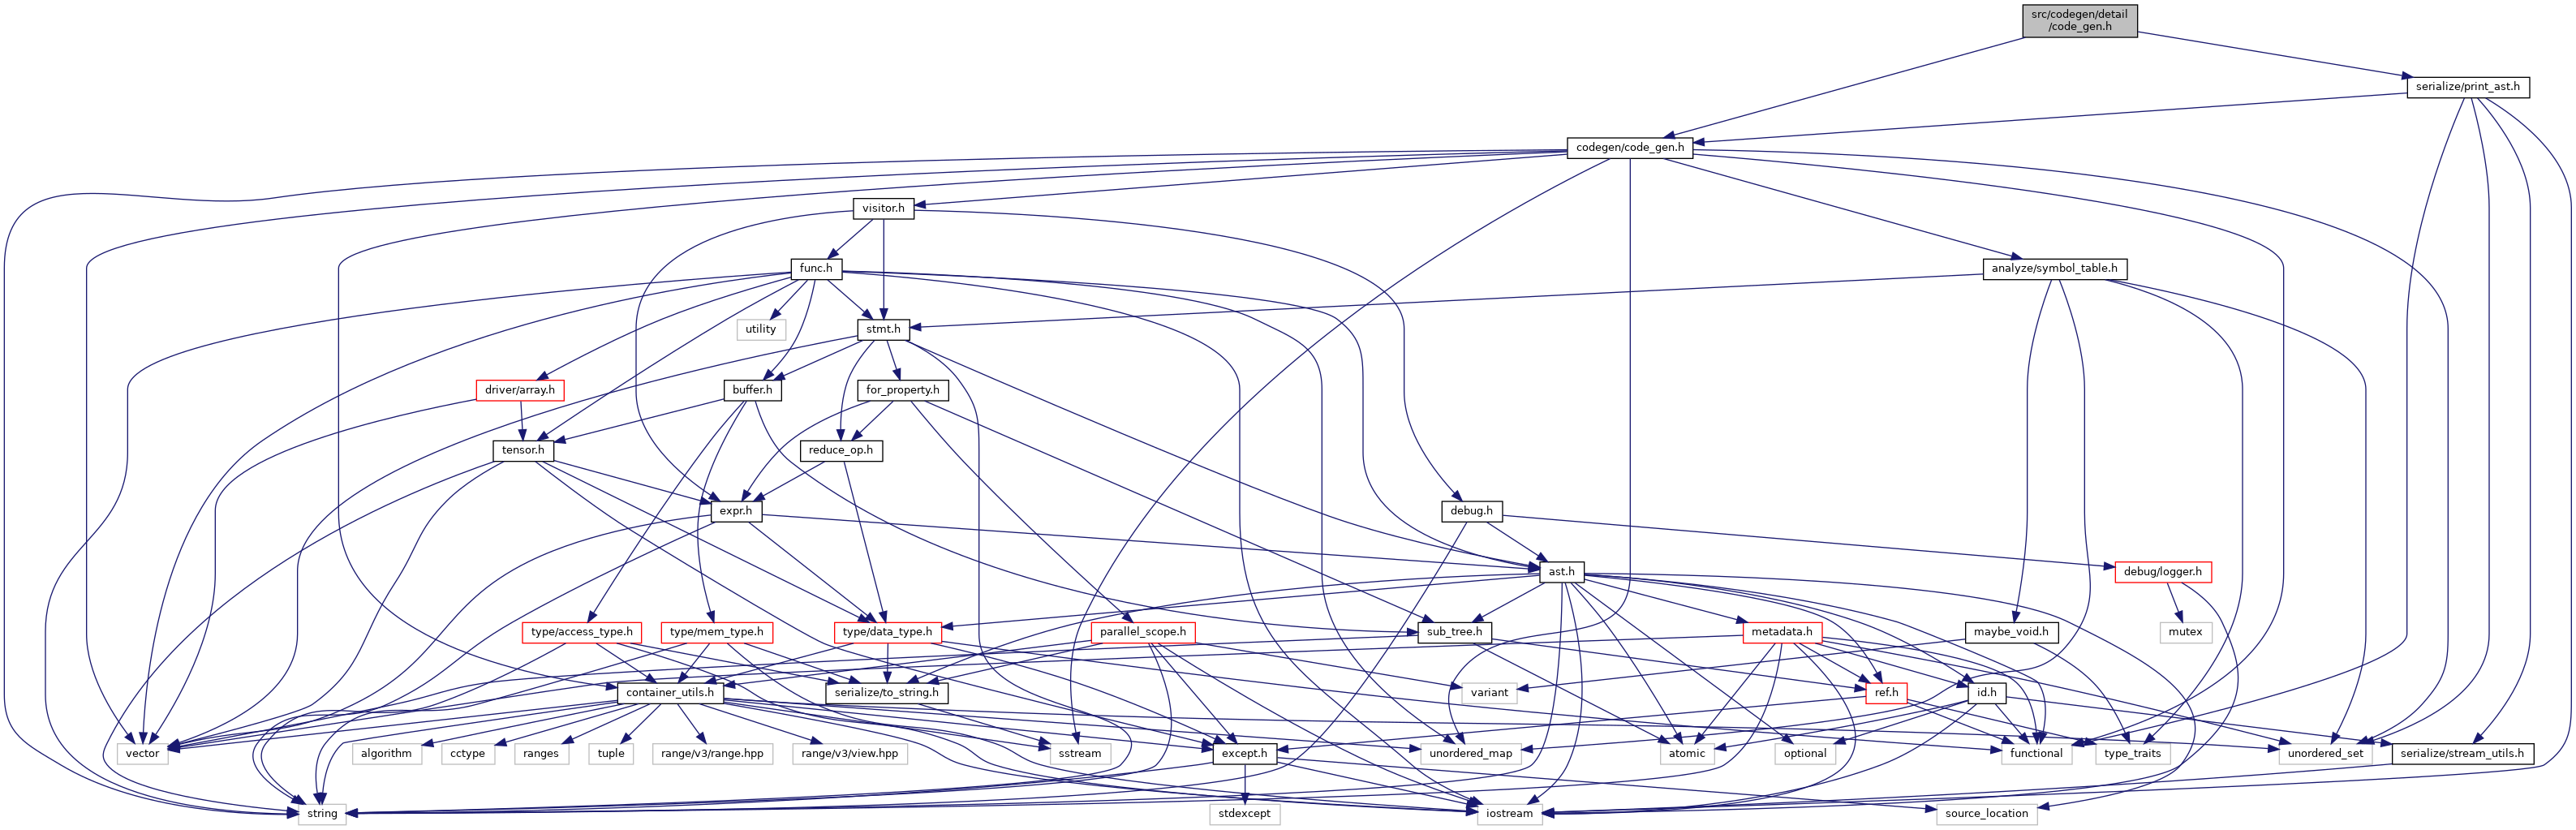 src/codegen/detail
/code_gen.h
serialize/print_ast.h
codegen/code_gen.h
visitor.h
func.h
analyze/symbol_table.h
utility
stmt.h
driver/array.h
buffer.h
for_property.h
tensor.h
reduce_op.h
expr.h
debug.h
ast.h
debug/logger.h
type/access_type.h
type/mem_type.h
type/data_type.h
parallel_scope.h
sub_tree.h
metadata.h
maybe_void.h
mutex
container_utils.h
serialize/to_string.h
variant
ref.h
id.h
vector
algorithm
cctype
ranges
tuple
range/v3/range.hpp
range/v3/view.hpp
sstream
except.h
unordered_map
atomic
optional
functional
type_traits
unordered_set
serialize/stream_utils.h
string
stdexcept
iostream
source_location